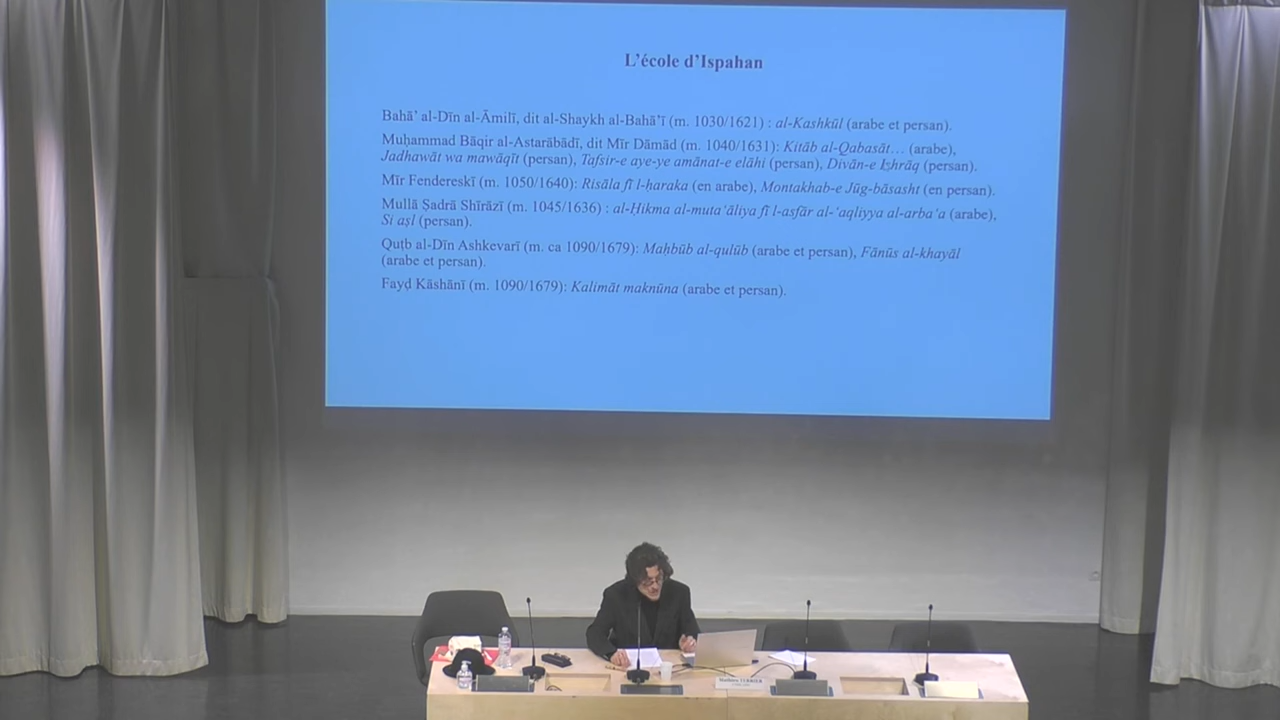 L'école d'Ispahan
Bahā' al-Dīn al-Āmilī, dit al-Shaykh al-Bahā'ī (m. 1030/1621) : al-Kashkūl (arabe et persan).
Muḥammad Bāqir al-Astarābādī, dit Mīr Dāmād (m. 1040/1631): Kitāb al-Qabasāt… (arabe),
Jadhawāt wa mawāqīt (persan), Tafsir-e aye-ye amānat-e elāhi (persan), Divān-e Eshrāq (persan).
Mīr Fendereskī (m. 1050/1640): Risāla fī l-ḥaraka (en arabe), Montakhab-e Jūg-bāsasht (en persan).
Mullā Ṣadrā Shīrāzī (m. 1045/1636) : al-Ḥikma al-muta'āliya fī l-asfār al-'aqliyya al-arba'a (arabe),
Si aṣl (persan).
Quṭb al-Dīn Ashkevarī (m. ca 1090/1679): Maḥbūb al-qulūb (arabe et persan), Fānūs al-khayāl
(arabe et persan).
Fayḍ Kāshānī (m. 1090/1679): Kalimāt maknūna (arabe et persan).
TERRIER